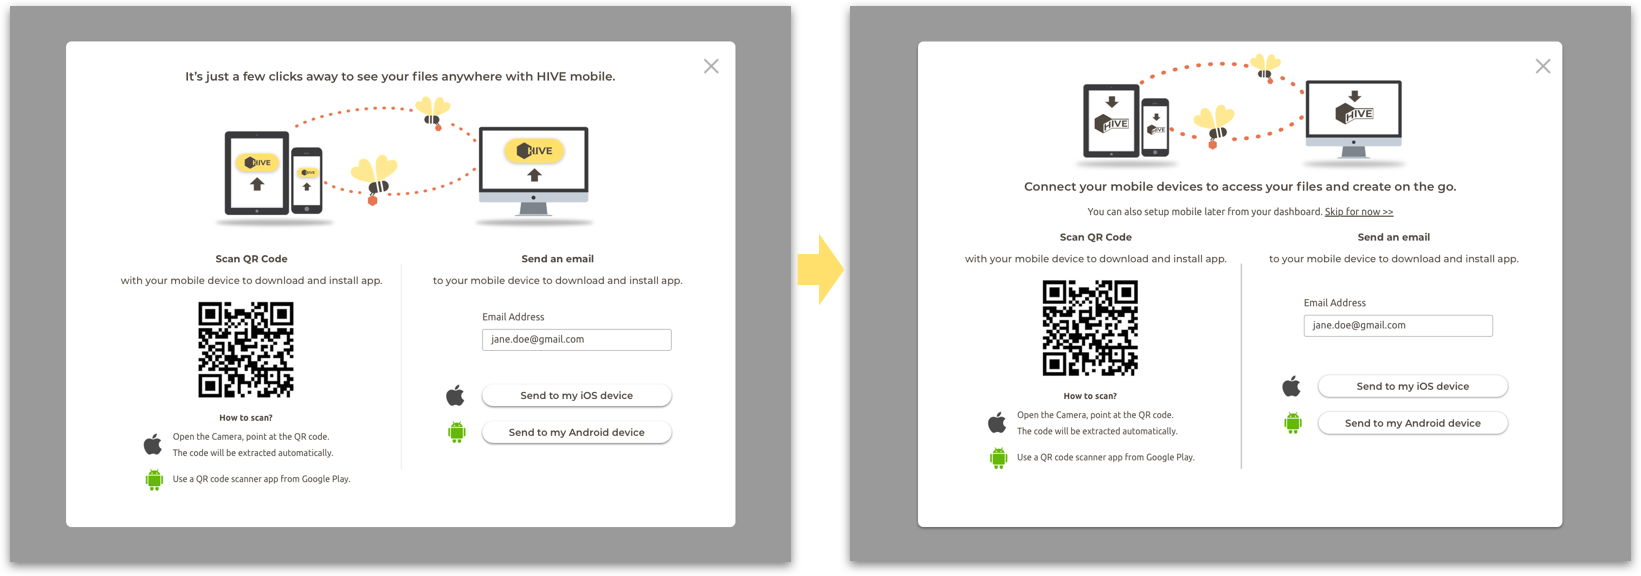 It's just a few clicks away to see your files anywhere with HIVE mobile.
HIVE
HIVE
HIVE
Scan QR Code
with your mobile device to download and install app.
How to scan?
Open the Camera, point at the QR code.
The code will be extracted automatically.
Use a QR code scanner app from Google Play.
Send an email
to your mobile device to download and install app.
Email Address
jane.doe@gmail.com
Send to my iOS device
Send to my Android device
HIVE
HIVE
HIVE
Connect your mobile devices to access your files and create on the go.
You can also setup mobile later from your dashboard. Skip for now >>
Scan QR Code
with your mobile device to download and install app.
How to scan?
Open the Camera, point at the QR code.
The code will be extracted automatically.
Use a QR code scanner app from Google Play.
Send an email
to your mobile device to download and install app.
Email Address
jane.doe@gmail.com
Send to my iOS device
Send to my Android device